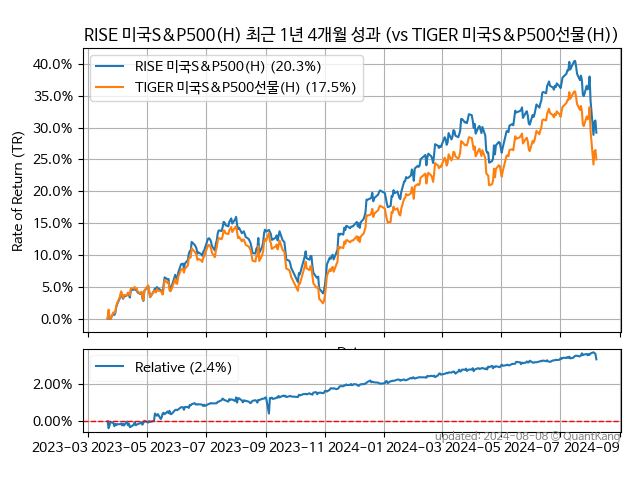 RISE 미국S&P500(H) 최근 1년 4개월 성과 (vs TIGER 미국S&P500선물(H))
RISE 미국S&P500(H) (20.3%)
TIGER 미국S&P500선물(H) (17.5%)
Rate of Return (TR)
40.0%
35.0%
30.0%
25.0%
20.0%
15.0%
10.0%
5.0%
0.0%
Relative (2.4%)
2.00%
0.00%
2023-03 2023-05 2023-07 2023-09 2023-11 2024-01 2024-03 2024-05 2024-07 2024-09
updated: 2024-08-08 © QuantKang